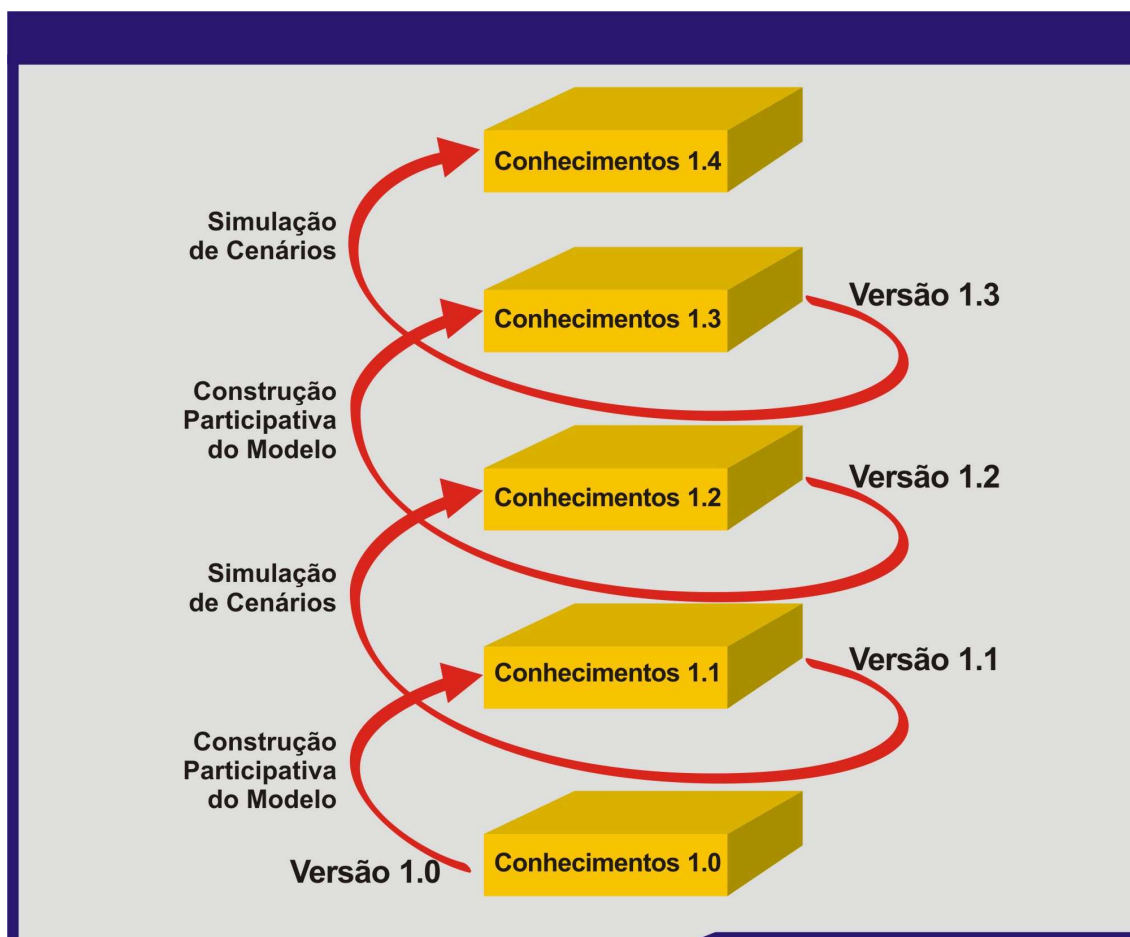 Conhecimentos 1.4
Simulação
de Cenários
Versão 1.3
Conhecimentos 1.3
Construção
Participativa
do Modelo
Versão 1.2
Conhecimentos 1.2
Simulação
de Cenários
Versão 1.1
Conhecimentos 1.1
Construção
Participativa
do Modelo
Conhecimentos 1.0
Versão 1.0